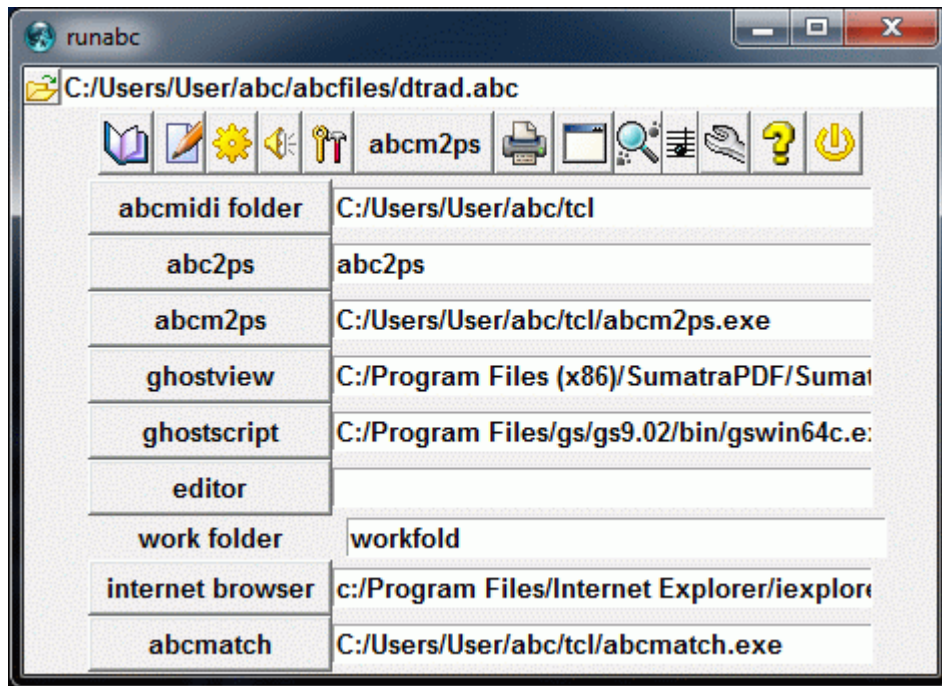 runabc
C:/Users/User/abc/abcfiles/dtrad.abc
abcm2ps
abcmidi folder C:/Users/User/abc/tcl
abc2ps abc2ps
abcm2ps C:/Users/User/abc/tcl/abcm2ps.exe
ghostview C:/Program Files (x86)/SumatraPDF/Sumat
ghostscript C:/Program Files/gs/gs9.02/bin/gswin64c.e
editor
work folder workfold
internet browser c:/Program Files/Internet Explorer/iexplore
abcmatch C:/Users/User/abc/tcl/abcmatch.exe